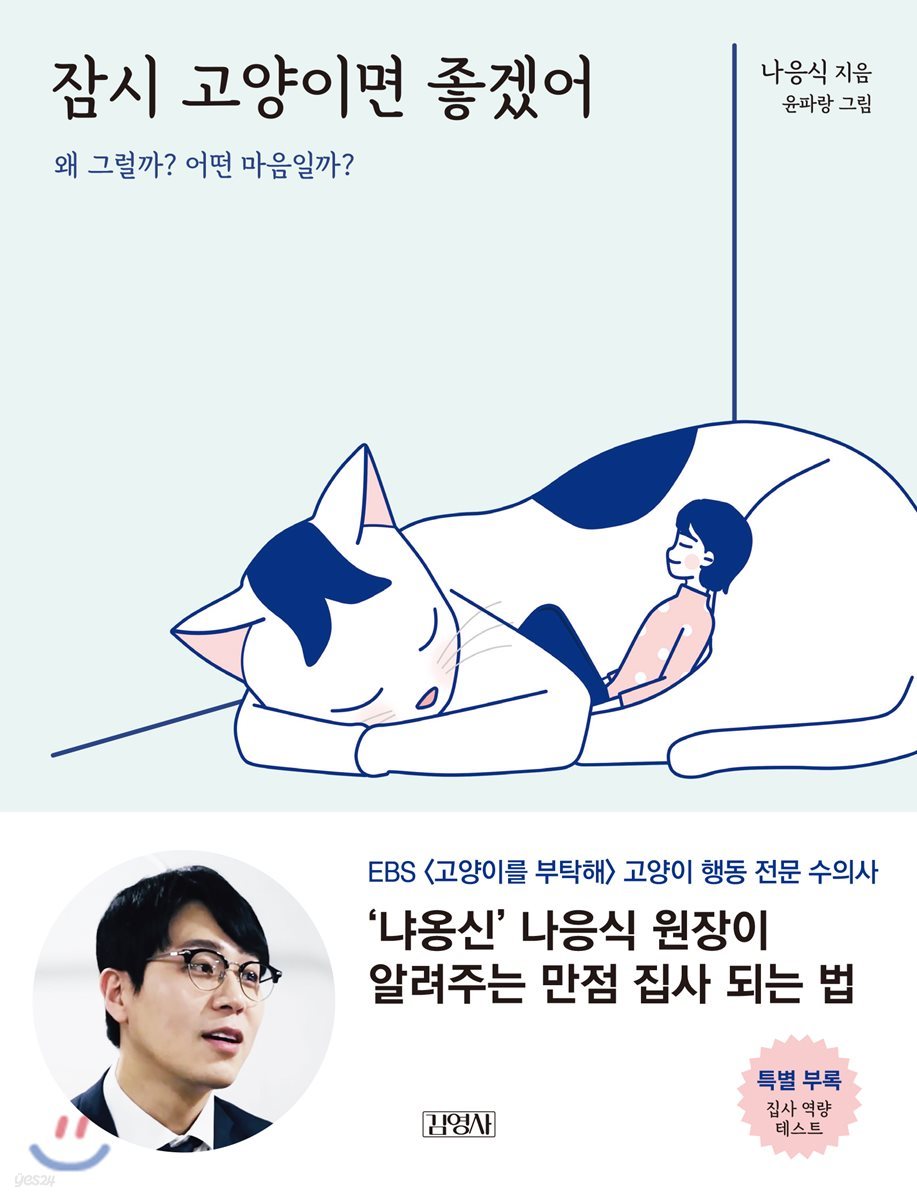 잠시 고양이면 좋겠어
나응식 지음
윤파랑 그림
왜 그럴까? 어떤 마음일까?
EBS 〈고양이를 부탁해〉 고양이 행동 전문 수의사
‘냐옹신’ 나응식 원장이
알려주는 만점 집사 되는 법
특별 부록
집사 역량
테스트
김영사
yes24